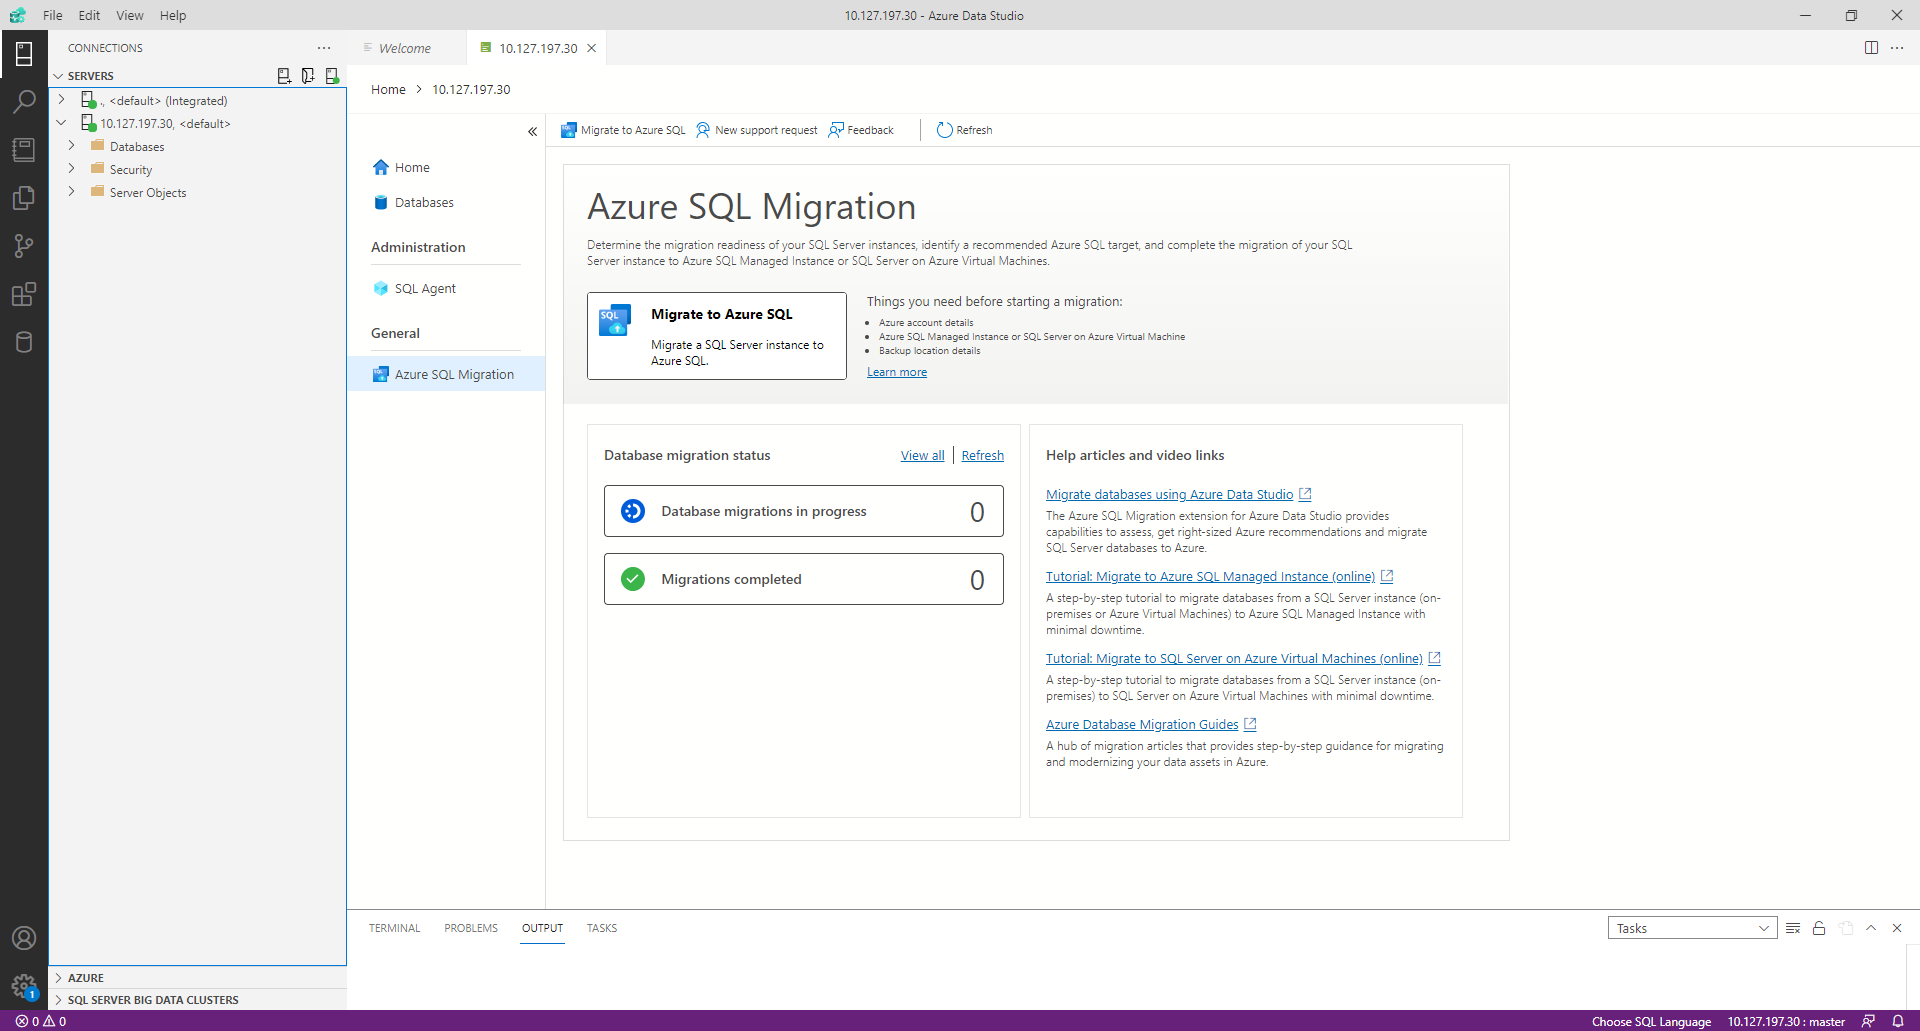 File Edit View Help
10.127.197.30 - Azure Data Studio
CONNECTIONS
SERVERS
., <default> (Integrated)
10.127.197.30, <default>
Databases
Security
Server Objects
AZURE
SQL SERVER BIG DATA CLUSTERS
Welcome
10.127.197.30
Home > 10.127.197.30
Home
Databases
Administration
SQL Agent
General
Azure SQL Migration
Migrate to Azure SQL New support request Feedback Refresh
Azure SQL Migration
Determine the migration readiness of your SQL Server instances, identify a recommended Azure SQL target, and complete the migration of your SQL
Server instance to Azure SQL Managed Instance or SQL Server on Azure Virtual Machines.
SQL
Migrate to Azure SQL
Migrate a SQL Server instance to
Azure SQL.
Things you need before starting a migration:
• Azure account details
• Azure SQL Managed Instance or SQL Server on Azure Virtual Machine
• Backup location details
Learn more
Database migration status
View all | Refresh
Database migrations in progress 0
Migrations completed 0
Help articles and video links
Migrate databases using Azure Data Studio
The Azure SQL Migration extension for Azure Data Studio provides
capabilities to assess, get right-sized Azure recommendations and migrate
SQL Server databases to Azure.
Tutorial: Migrate to Azure SQL Managed Instance (online)
A step-by-step tutorial to migrate databases from a SQL Server instance (on-
premises or Azure Virtual Machines) to Azure SQL Managed Instance with
minimal downtime.
Tutorial: Migrate to SQL Server on Azure Virtual Machines (online)
A step-by-step tutorial to migrate databases from a SQL Server instance (on-
premises) to SQL Server on Azure Virtual Machines with minimal downtime.
Azure Database Migration Guides
A hub of migration articles that provides step-by-step guidance for migrating
and modernizing your data assets in Azure.
TERMINAL PROBLEMS OUTPUT TASKS
Tasks
1
0 0
Choose SQL Language 10.127.197.30 : master